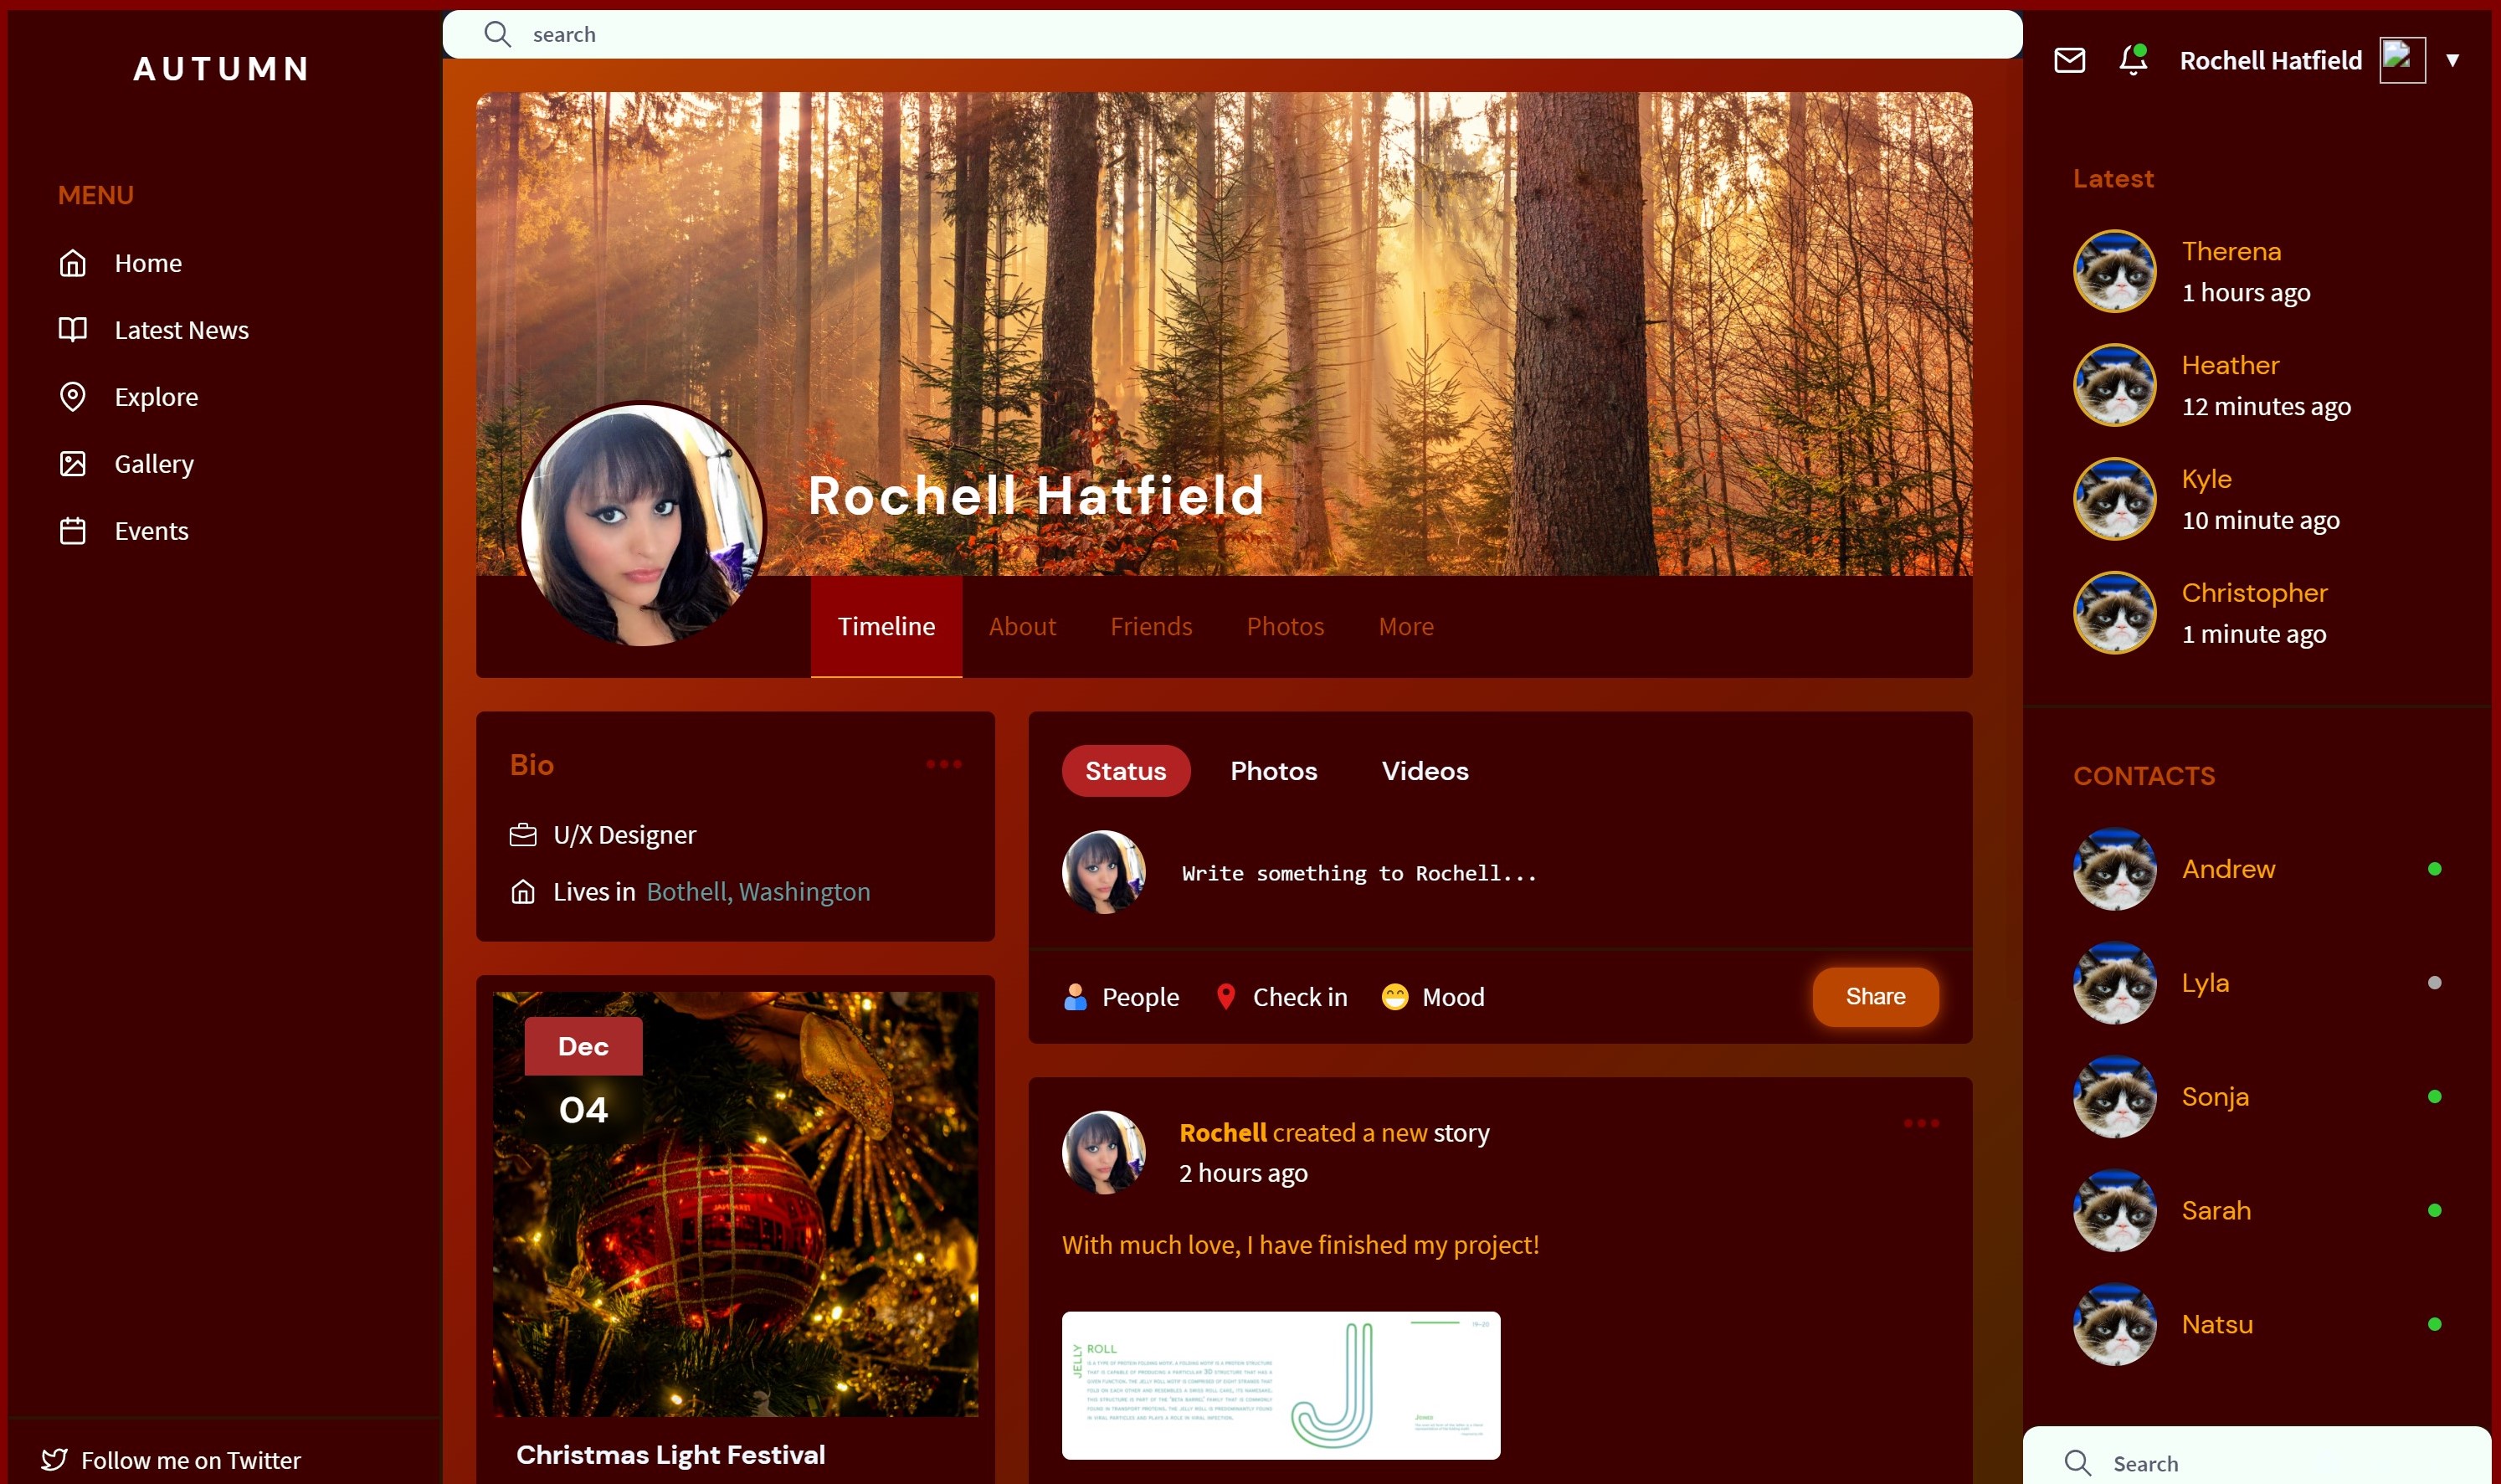 AUTUMN
MENU
Home
Latest News
Explore
Gallery
Events
Follow me on Twitter
search
Rochell Hatfield
Timeline About Friends Photos More
Bio
U/X Designer
Lives in Bothell, Washington
Dec
04
Christmas Light Festival
Status Photos Videos
Write something to Rochell...
People Check in Mood Share
Rochell created a new story
2 hours ago
With much love, I have finished my project!
JELLY
ROLL
19–20
Rochell Hatfield ▼
Latest
Therena
1 hours ago
Heather
12 minutes ago
Kyle
10 minute ago
Christopher
1 minute ago
CONTACTS
Andrew
Lyla
Sonja
Sarah
Natsu
Search